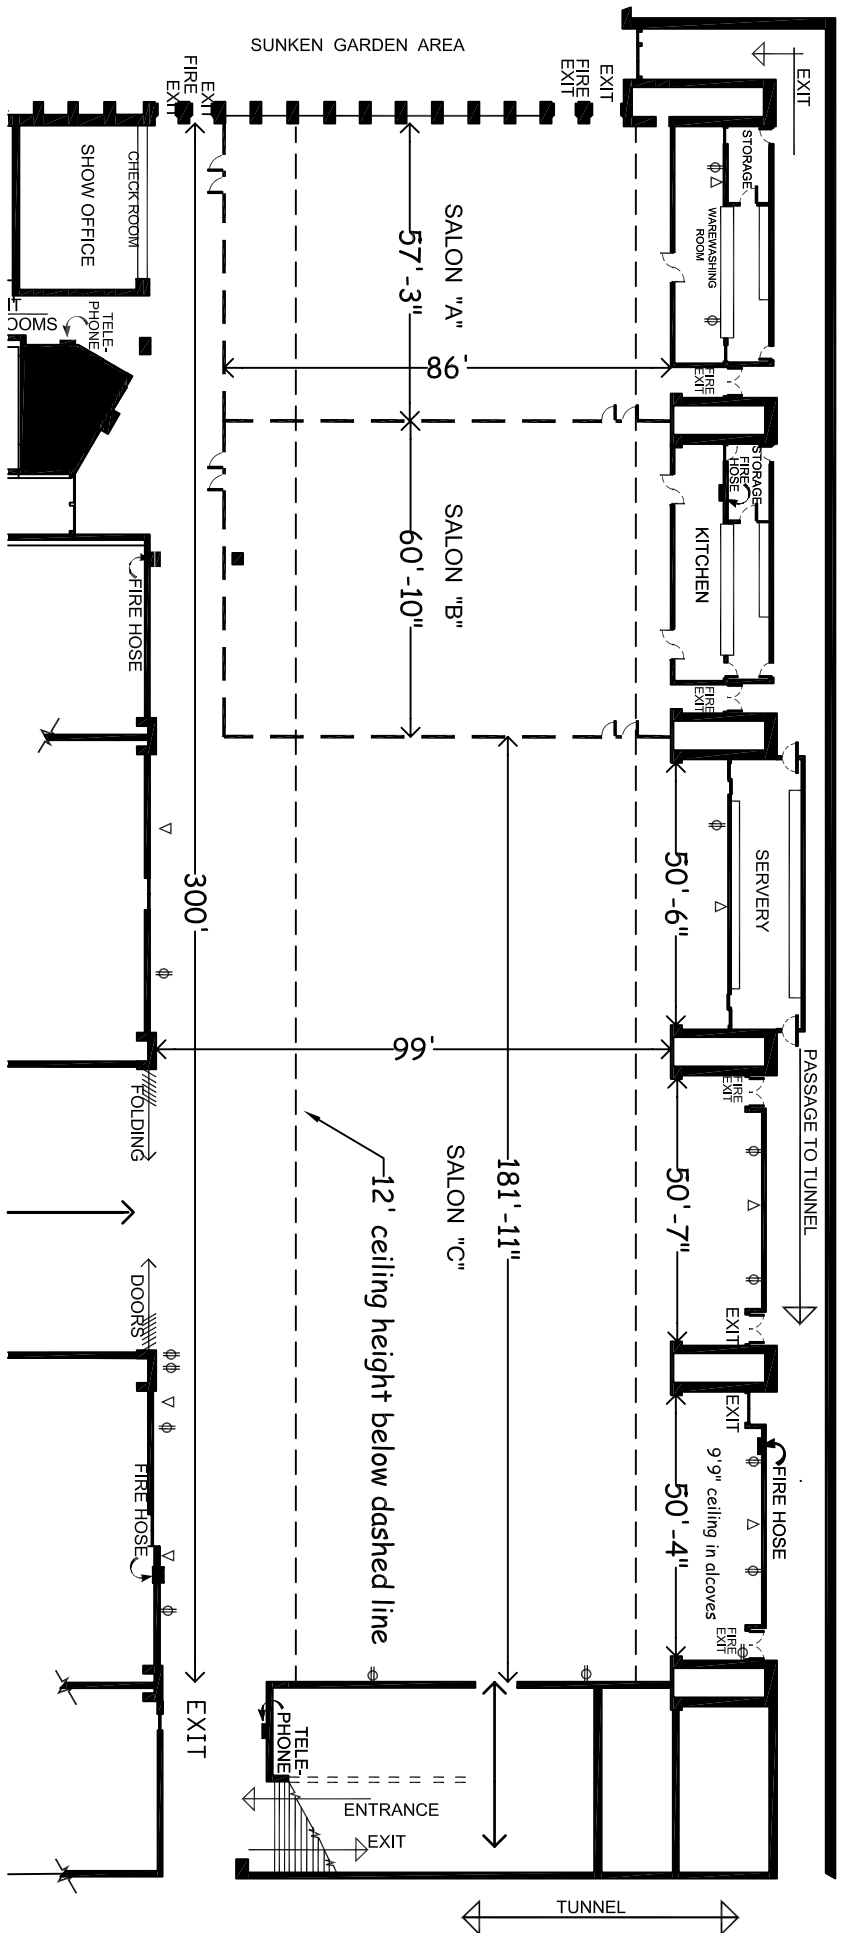 SUNKEN GARDEN AREA
FIRE
EXIT
EXIT
FIRE
EXIT
EXIT
EXIT
SHOW OFFICE
CHECK ROOM
STORAGE
WAREWASHING
ROOM
SALON "A"
57'-3"
IT
OOMS
TELE-
PHONE
86'
FIRE
EXIT
STORAGE
FIRE
HOSE
KITCHEN
SALON "B"
60'-10"
FIRE HOSE
FIRE
EXIT
300'
50'-6"
SERVERY
99'
PASSAGE TO TUNNEL
FOLDING
FIRE
EXIT
12' ceiling height below dashed line
SALON "C"
181'-11"
50'-7"
DOORS
EXIT
EXIT
FIRE HOSE
FIRE HOSE
50'-4"
9'9" ceiling in alcoves
FIRE
EXIT
EXIT
TELE-
PHONE
ENTRANCE
EXIT
TUNNEL